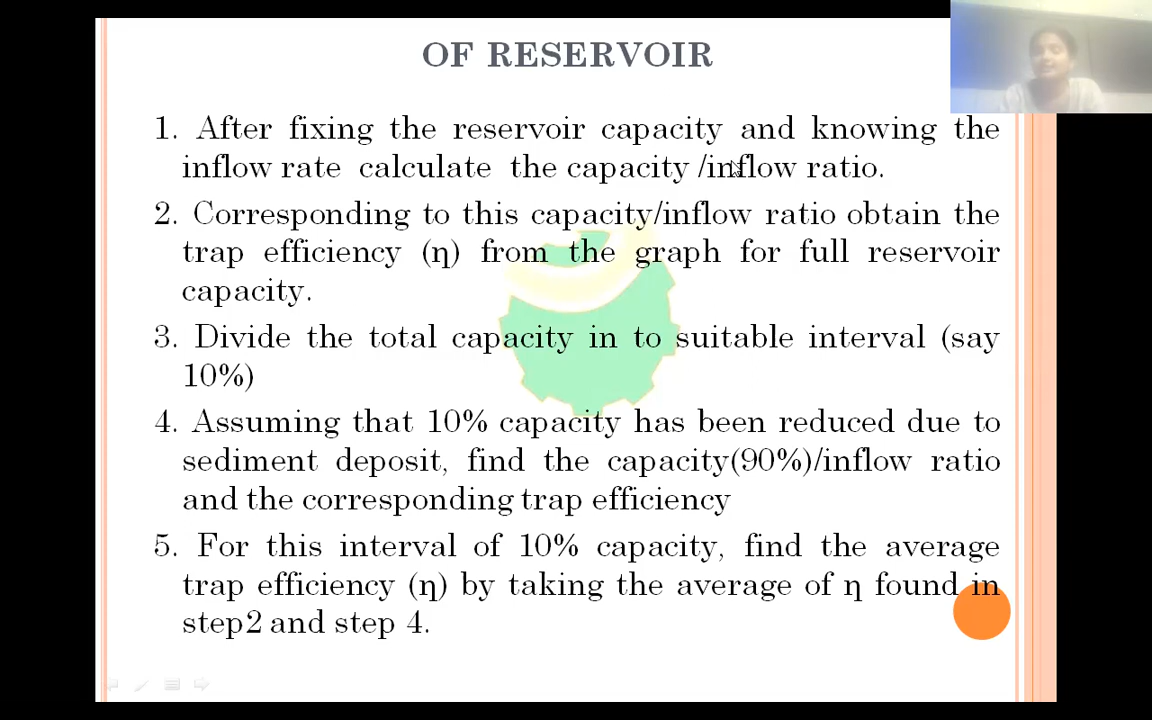 OF RESERVOIR
1. After fixing the reservoir capacity and knowing the
inflow rate calculate the capacity /inflow ratio.
2. Corresponding to this capacity/inflow ratio obtain the
trap efficiency (η) from the graph for full reservoir
capacity.
3. Divide the total capacity in to suitable interval (say
10%)
4. Assuming that 10% capacity has been reduced due to
sediment deposit, find the capacity(90%)/inflow ratio
and the corresponding trap efficiency
5. For this interval of 10% capacity, find the average
trap efficiency (η) by taking the average of η found in
step2 and step 4.